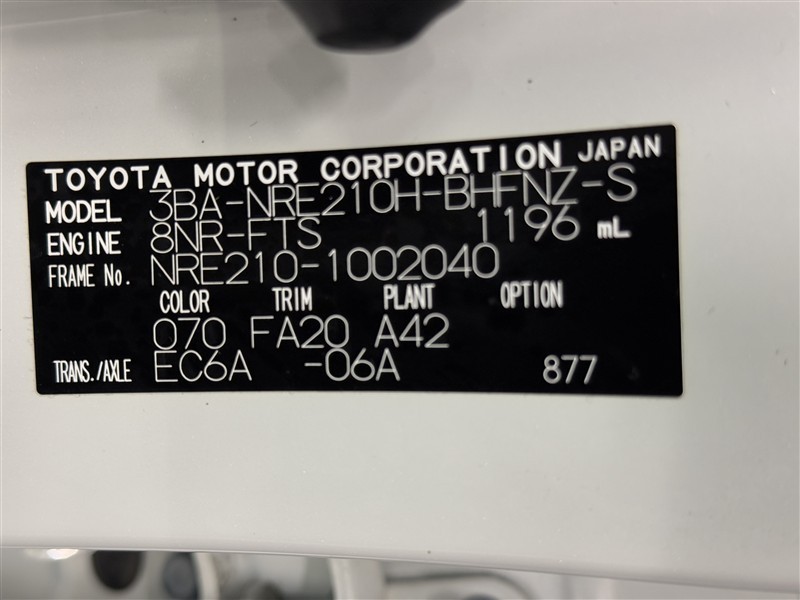 TOYOTA MOTOR CORPORATION JAPAN
MODEL 3BA-NRE210H-BHFNZ-S
ENGINE 8NR-FTS 1196 mL
FRAME No. NRE210-1002040
COLOR TRIM PLANT OPTION
070 FA20 A42
TRANS./AXLE EC6A -06A 877